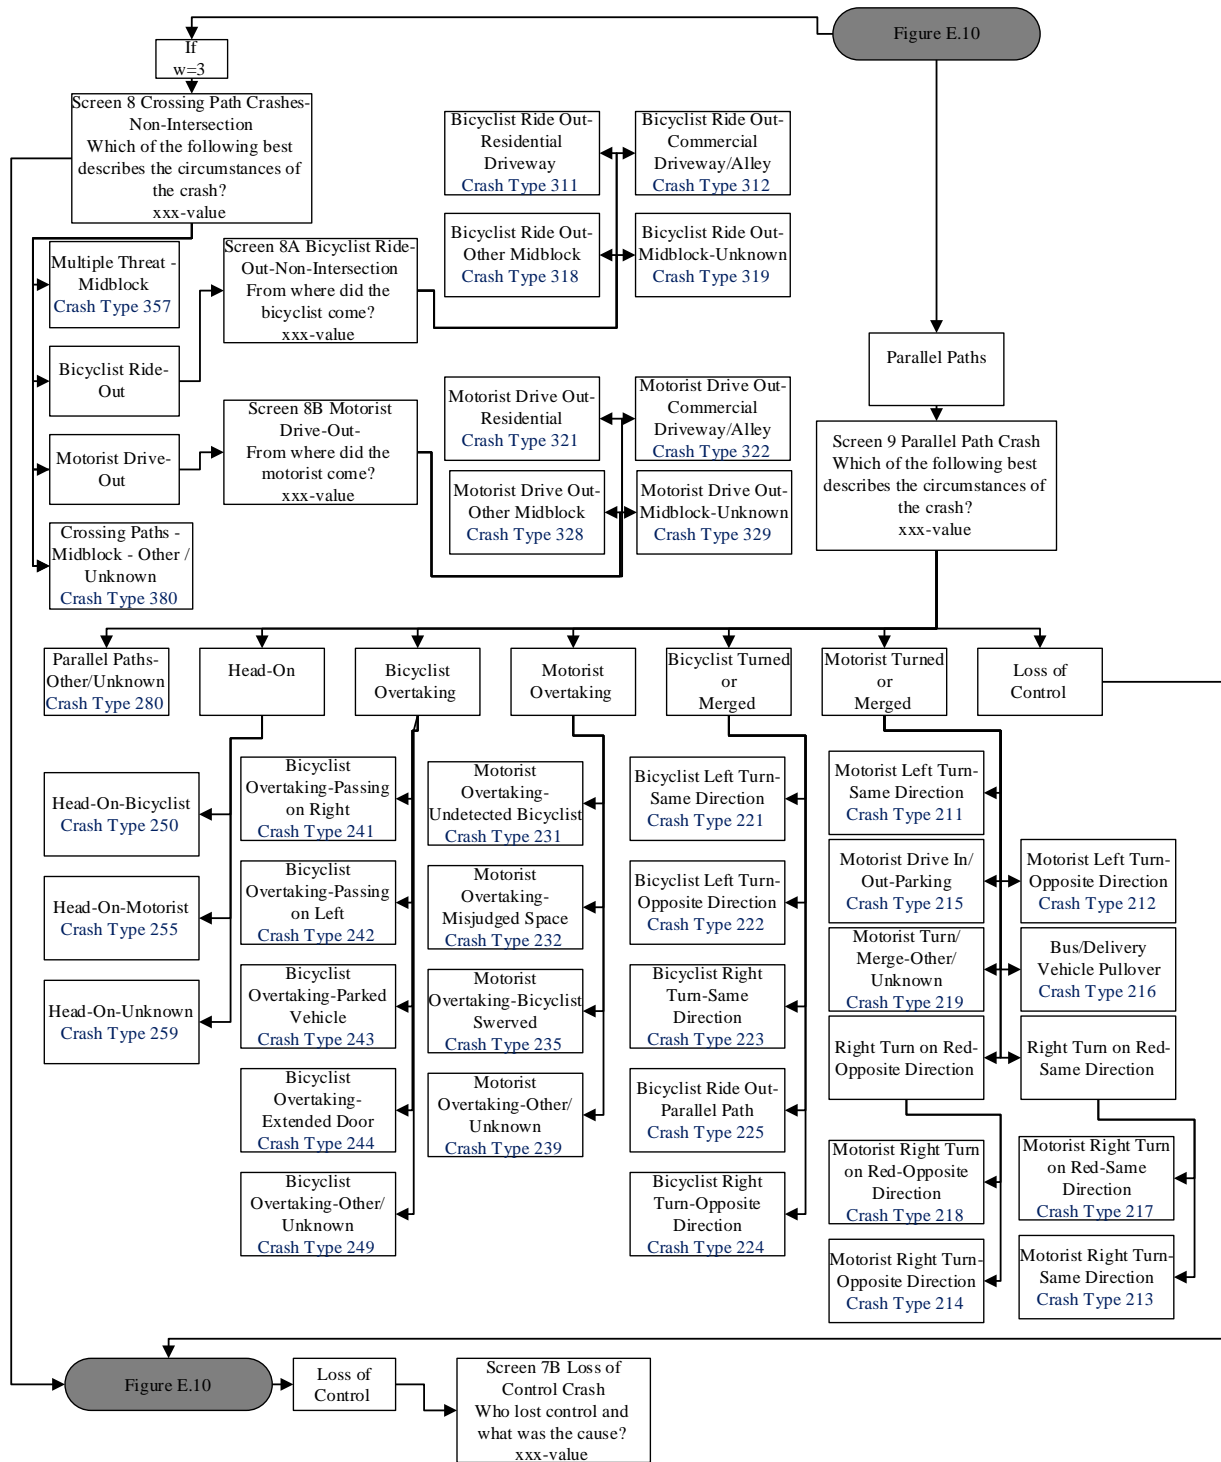 Figure E.10
If
w=3
Screen 8 Crossing Path Crashes-
Non-Intersection
Which of the following best
describes the circumstances of
the crash?
xxx-value
Multiple Threat -
Midblock
Crash Type 357
Bicyclist Ride-
Out
Motorist Drive-
Out
Crossing Paths -
Midblock - Other /
Unknown
Crash Type 380
Screen 8A Bicyclist Ride-
Out-Non-Intersection
From where did the
bicyclist come?
xxx-value
Screen 8B Motorist
Drive-Out-
From where did the
motorist come?
xxx-value
Bicyclist Ride Out-
Residential
Driveway
Crash Type 311
Bicyclist Ride Out-
Commercial
Driveway/Alley
Crash Type 312
Bicyclist Ride Out-
Other Midblock
Crash Type 318
Bicyclist Ride Out-
Midblock-Unknown
Crash Type 319
Motorist Drive Out-
Residential
Crash Type 321
Motorist Drive Out-
Commercial
Driveway/Alley
Crash Type 322
Motorist Drive Out-
Other Midblock
Crash Type 328
Motorist Drive Out-
Midblock-Unknown
Crash Type 329
Parallel Paths
Screen 9 Parallel Path Crash
Which of the following best
describes the circumstances of
the crash?
xxx-value
Parallel Paths-
Other/Unknown
Crash Type 280
Head-On
Bicyclist
Overtaking
Motorist
Overtaking
Bicyclist Turned
or
Merged
Motorist Turned
or
Merged
Loss of
Control
Head-On-Bicyclist
Crash Type 250
Head-On-Motorist
Crash Type 255
Head-On-Unknown
Crash Type 259
Bicyclist
Overtaking-Passing
on Right
Crash Type 241
Bicyclist
Overtaking-Passing
on Left
Crash Type 242
Bicyclist
Overtaking-Parked
Vehicle
Crash Type 243
Bicyclist
Overtaking-
Extended Door
Crash Type 244
Bicyclist
Overtaking-Other/
Unknown
Crash Type 249
Motorist
Overtaking-
Undetected Bicyclist
Crash Type 231
Motorist
Overtaking-
Misjudged Space
Crash Type 232
Motorist
Overtaking-Bicyclist
Swerved
Crash Type 235
Motorist
Overtaking-Other/
Unknown
Crash Type 239
Bicyclist Left Turn-
Same Direction
Crash Type 221
Bicyclist Left Turn-
Opposite Direction
Crash Type 222
Bicyclist Right
Turn-Same
Direction
Crash Type 223
Bicyclist Ride Out-
Parallel Path
Crash Type 225
Bicyclist Right
Turn-Opposite
Direction
Crash Type 224
Motorist Left Turn-
Same Direction
Crash Type 211
Motorist Drive In/
Out-Parking
Crash Type 215
Motorist Left Turn-
Opposite Direction
Crash Type 212
Motorist Turn/
Merge-Other/
Unknown
Crash Type 219
Bus/Delivery
Vehicle Pullover
Crash Type 216
Right Turn on Red-
Opposite Direction
Right Turn on Red-
Same Direction
Motorist Right Turn
on Red-Opposite
Direction
Crash Type 218
Motorist Right Turn
on Red-Same
Direction
Crash Type 217
Motorist Right Turn-
Opposite Direction
Crash Type 214
Motorist Right Turn-
Same Direction
Crash Type 213
Figure E.10
Loss of
Control
Screen 7B Loss of
Control Crash
Who lost control and
what was the cause?
xxx-value